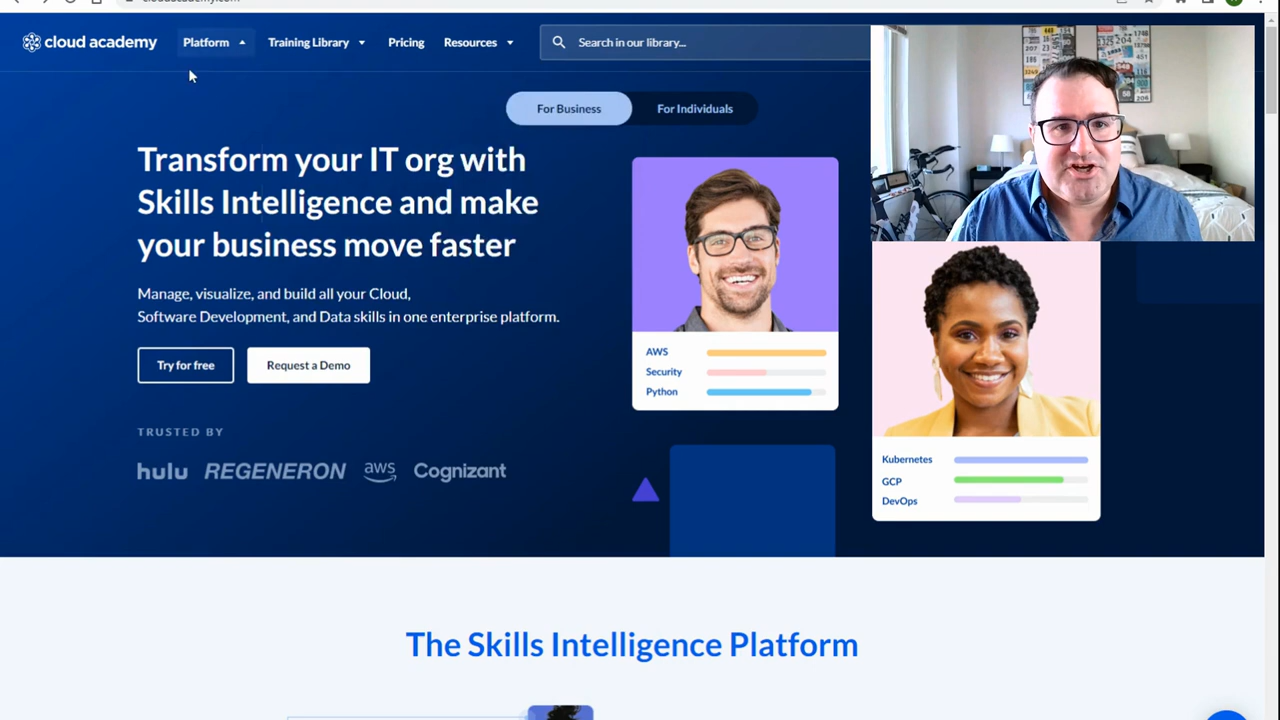 cloudacademy.com
cloud academy
Platform
Training Library
Pricing
Resources
Search in our library...
For Business
For Individuals
Transform your IT org with
Skills Intelligence and make
your business move faster
Manage, visualize, and build all your Cloud,
Software Development, and Data skills in one enterprise platform.
Try for free
Request a Demo
TRUSTED BY
hulu
REGENERON
aws
Cognizant
AWS
Security
Python
Kubernetes
GCP
DevOps
The Skills Intelligence Platform